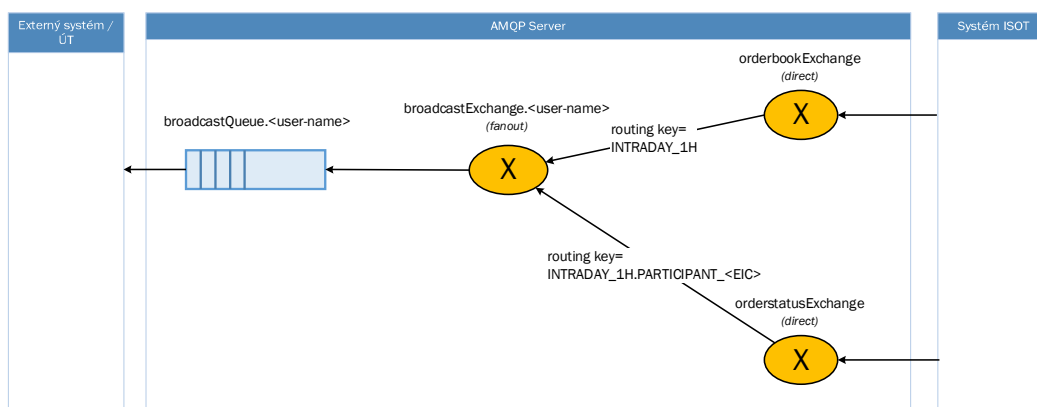 Externý systém /
ÚT
AMQP Server
Systém ISOT
orderbookExchange
(direct)
X
broadcastExchange.<user-name>
(fanout)
X
broadcastQueue.<user-name>
routing key=
INTRADAY_1H
routing key=
INTRADAY_1H.PARTICIPANT_<EIC>
orderstatusExchange
(direct)
X